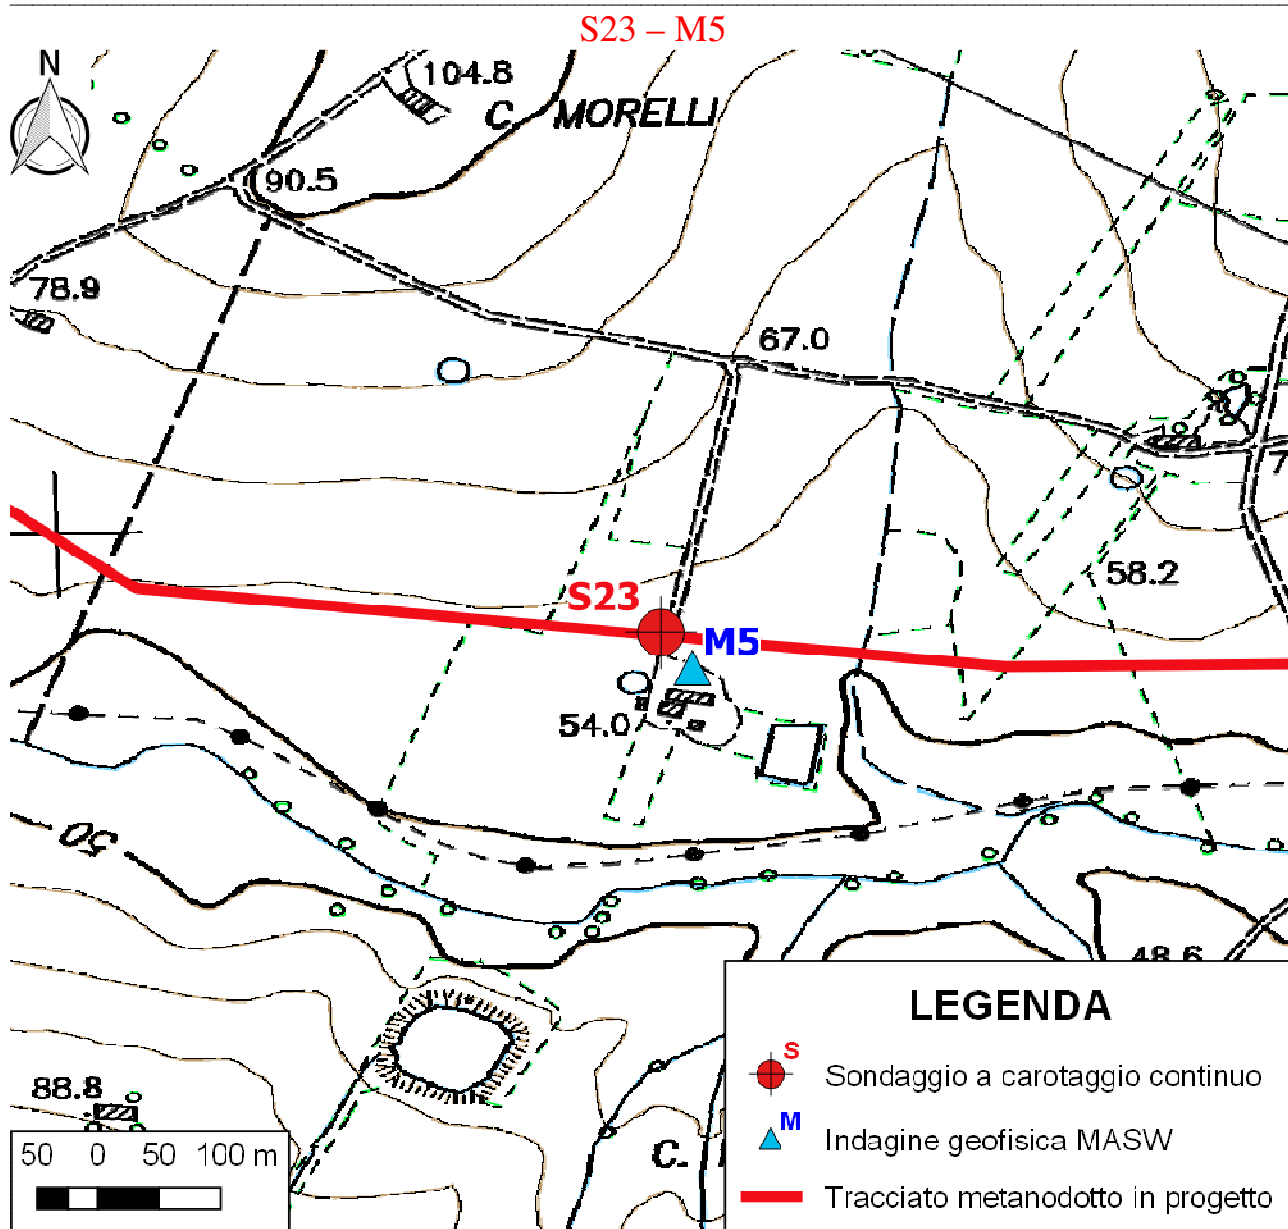 S23 – M5
N
104.8
C. MORELLI
90.5
78.9
67.0
58.2
S23
M5
54.0
50
48.6
88.8
C.
50 0 50 100 m
LEGENDA
S
Sondaggio a carotaggio continuo
M
Indagine geofisica MASW
Tracciato metanodotto in progetto